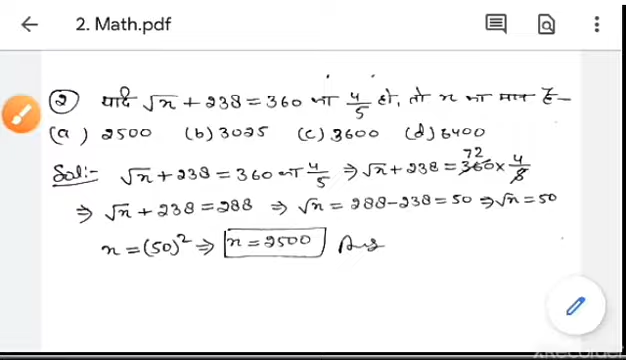 2. Math.pdf
② यदि √x + 238 = 360 का 4/5 हो, तो x का मान है-
(a) 2500 (b) 3025 (c) 3600 (d) 6400
Sol:- √x + 238 = 360 का 4/5 ⇒ √x + 238 = 72 360 × 4/5
⇒ √x + 238 = 288 ⇒ √x = 288 - 238 = 50 ⇒ √x = 50
x = (50)² ⇒ x = 2500 Ans